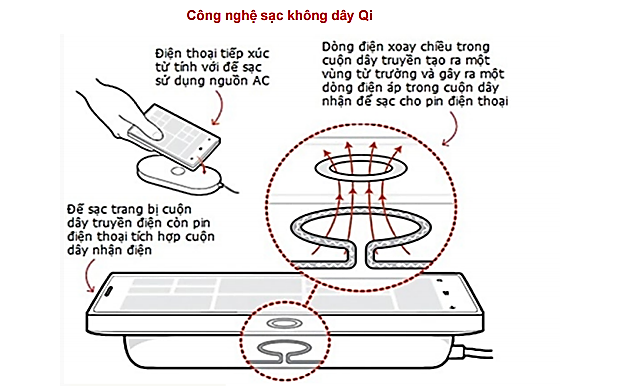 Công nghệ sạc không dây Qi
Điện thoại tiếp xúc
từ tính với đế sạc
sử dụng nguồn AC
Dòng điện xoay chiều trong
cuộn dây truyền tạo ra một
vùng từ trường và gây ra một
dòng điện áp trong cuộn dây
nhận để sạc cho pin điện thoại
Đế sạc trang bị cuộn
dây truyền điện còn pin
điện thoại tích hợp cuộn
dây nhận điện